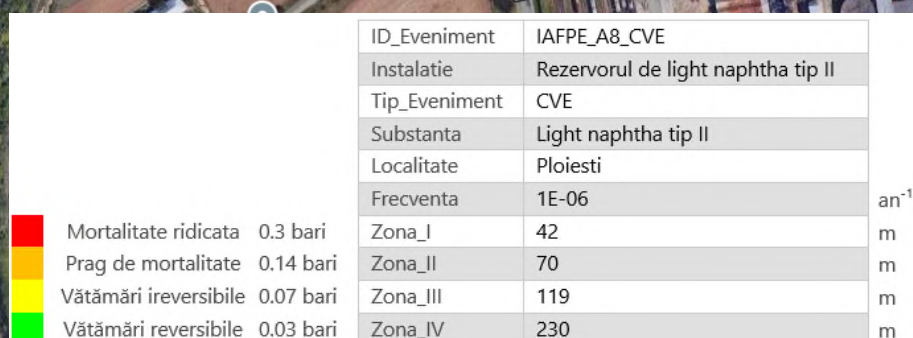 ID_Eveniment IAFPE_A8_CVE
Instalatie Rezervorul de light naphtha tip II
Tip_Eveniment CVE
Substanta Light naphtha tip II
Localitate Ploiesti
Frecventa 1E-06 an⁻¹
Mortalitate ridicata 0.3 bari Zona_I 42 m
Prag de mortalitate 0.14 bari Zona_II 70 m
Vătămări ireversibile 0.07 bari Zona_III 119 m
Vătămări reversibile 0.03 bari Zona_IV 230 m